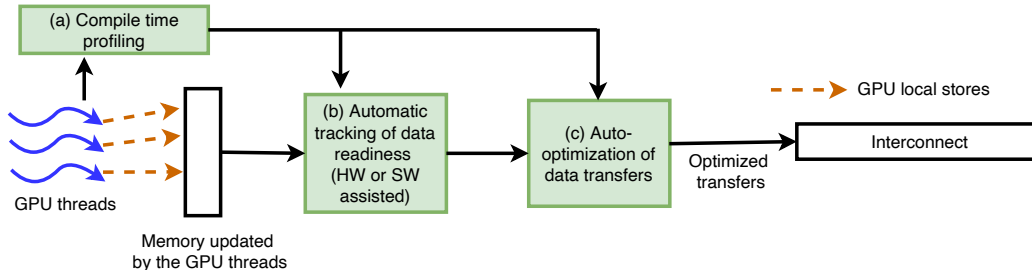 (a) Compile time
profiling
GPU threads
Memory updated
by the GPU threads
(b) Automatic
tracking of data
readiness
(HW or SW
assisted)
(c) Auto-
optimization of
data transfers
Optimized
transfers
GPU local stores
Interconnect